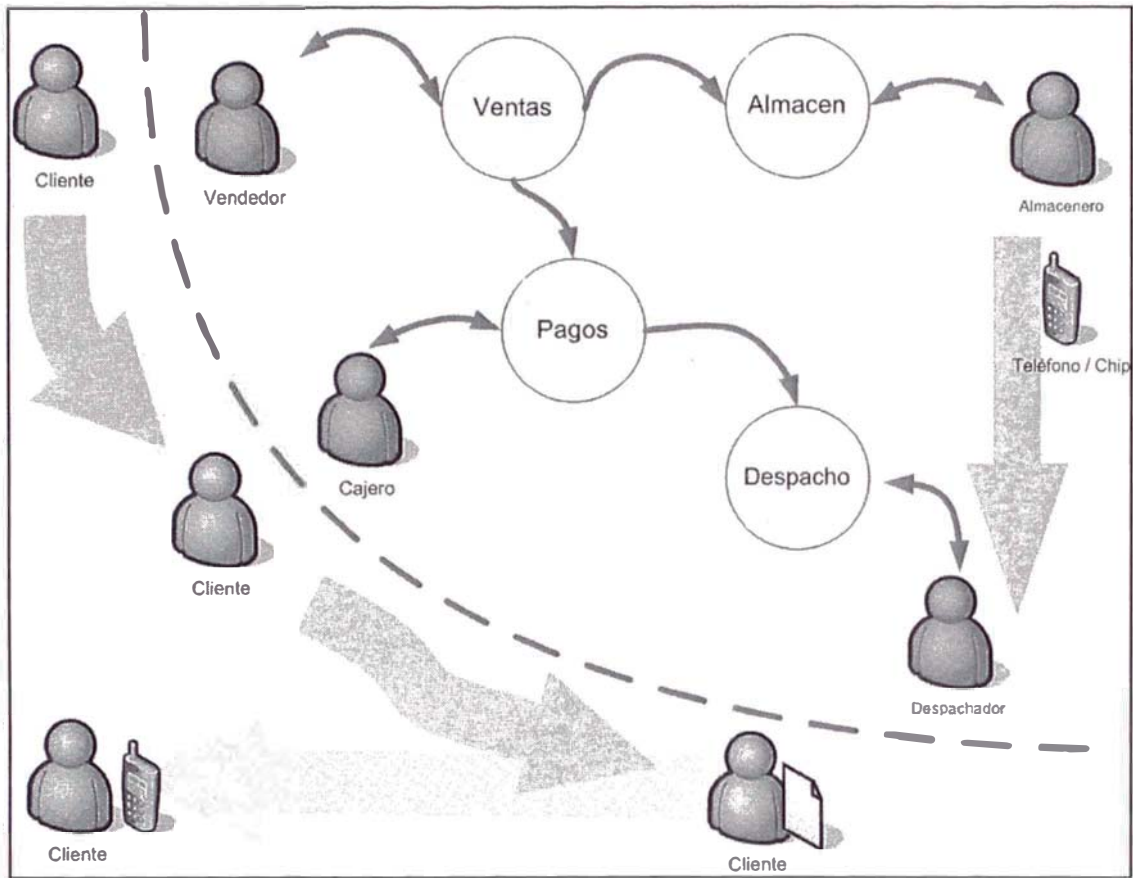 Cliente
Vendedor
Ventas
Almacen
Almacenero
Pagos
Teléfono / Chip
Cajero
Despacho
Cliente
Despachador
Cliente
Cliente